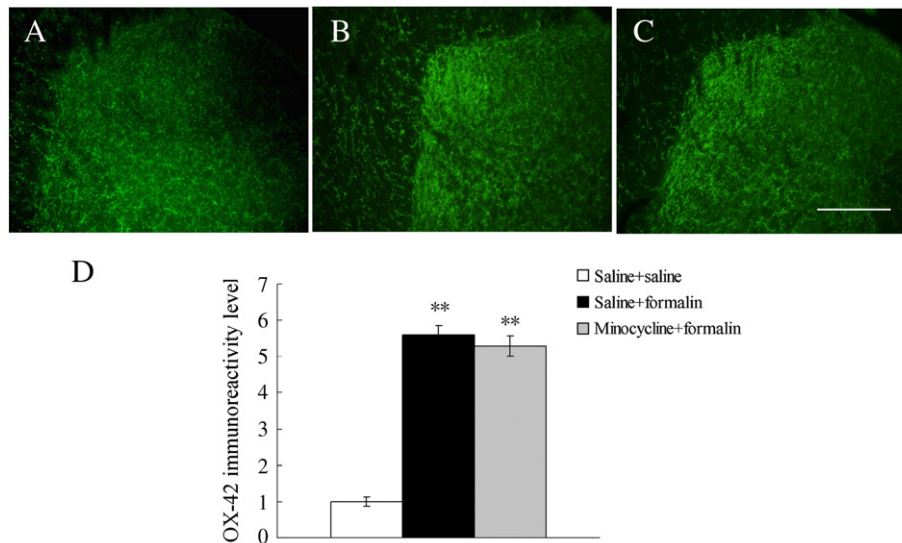 A
B
C
D
OX-42 immunoreactivity level
7
6
5
4
3
2
1
0
**
**
Saline+saline
Saline+formalin
Minocycline+formalin